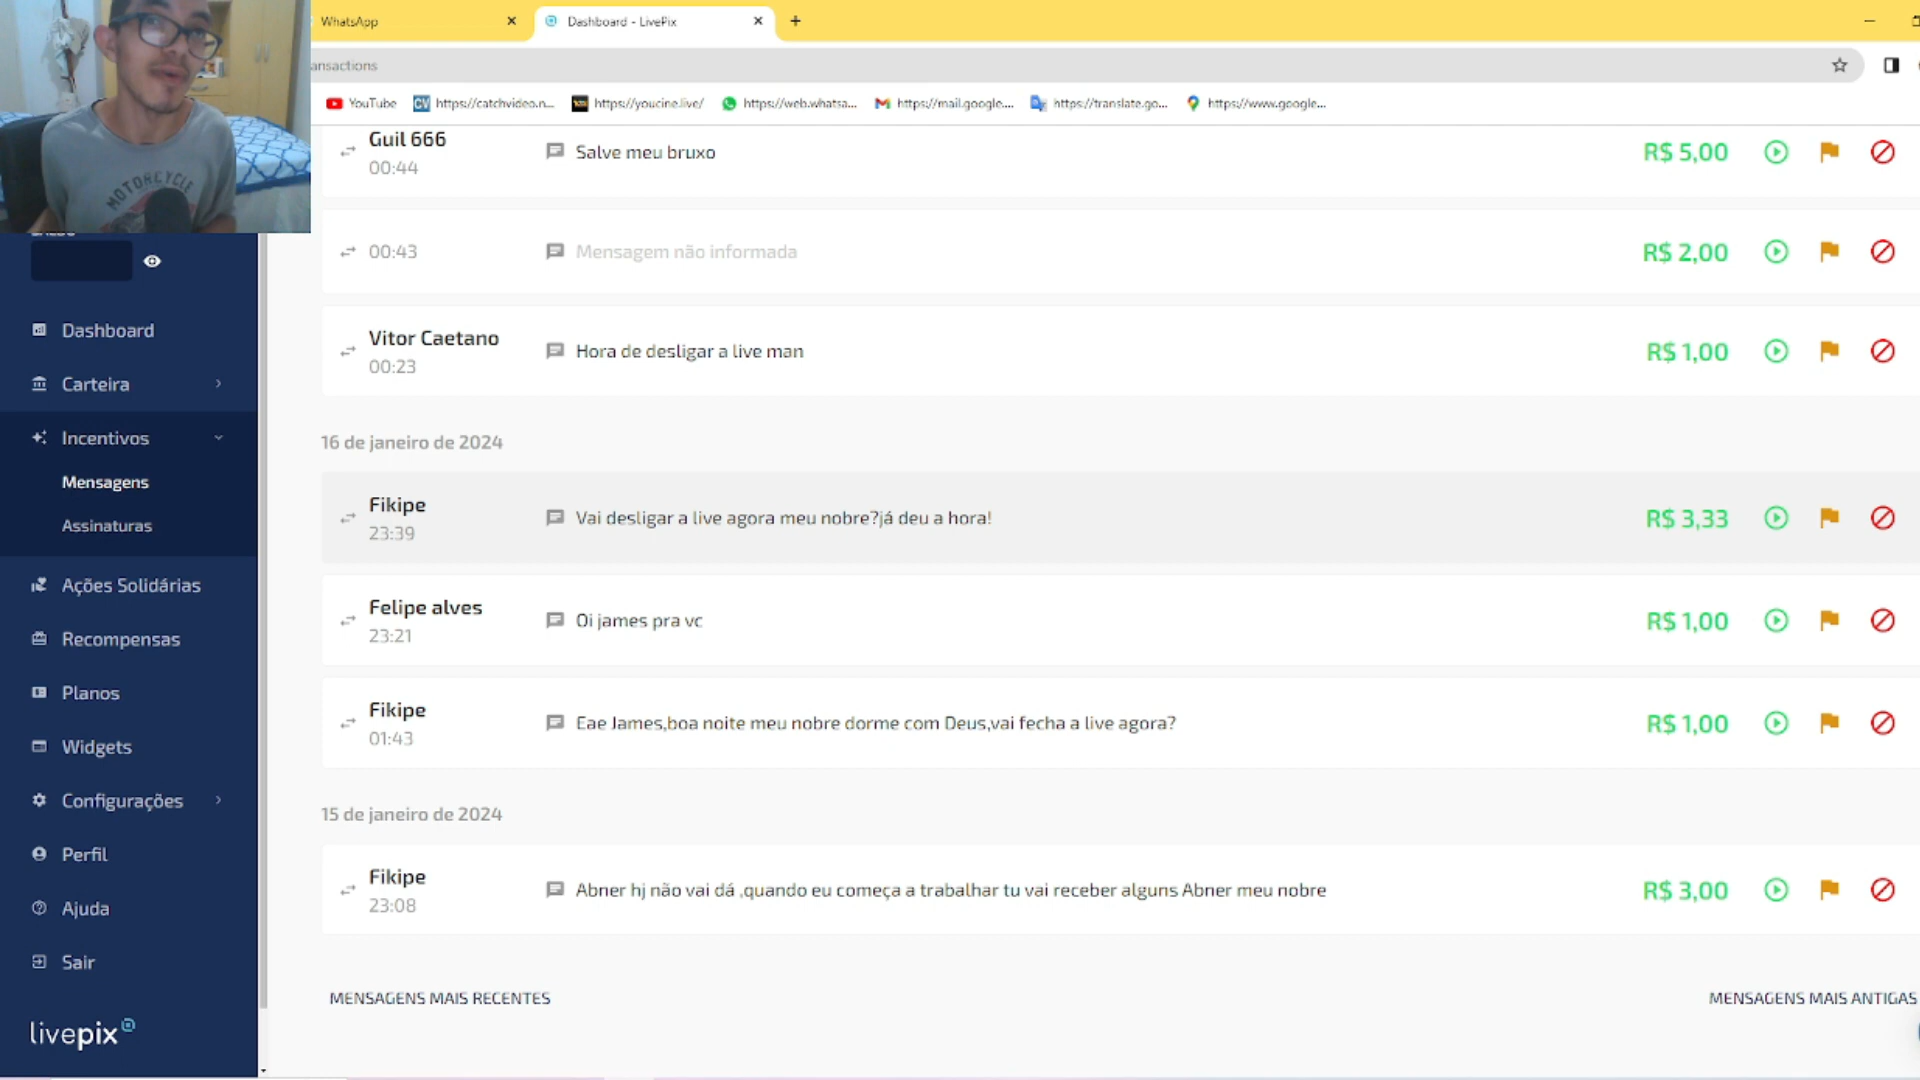 WhatsApp
Dashboard - LivePix
ansactions
YouTube
https://catchvideo.n...
https://youcine.live/
https://web.whatsa...
https://mail.google....
https://translate.go...
https://www.google...
MOTORCYCLE
Dashboard
Carteira
Incentivos
Mensagens
Assinaturas
Ações Solidárias
Recompensas
Planos
Widgets
Configurações
Perfil
Ajuda
Sair
livepix
Guil 666
00:44
Salve meu bruxo
R$ 5,00
00:43
Mensagem não informada
R$ 2,00
Vitor Caetano
00:23
Hora de desligar a live man
R$ 1,00
16 de janeiro de 2024
Fikipe
23:39
Vai desligar a live agora meu nobre?já deu a hora!
R$ 3,33
Felipe alves
23:21
Oi james pra vc
R$ 1,00
Fikipe
01:43
Eae James,boa noite meu nobre dorme com Deus,vai fecha a live agora?
R$ 1,00
15 de janeiro de 2024
Fikipe
23:08
Abner hj não vai dá ,quando eu começa a trabalhar tu vai receber alguns Abner meu nobre
R$ 3,00
MENSAGENS MAIS RECENTES
MENSAGENS MAIS ANTIGAS